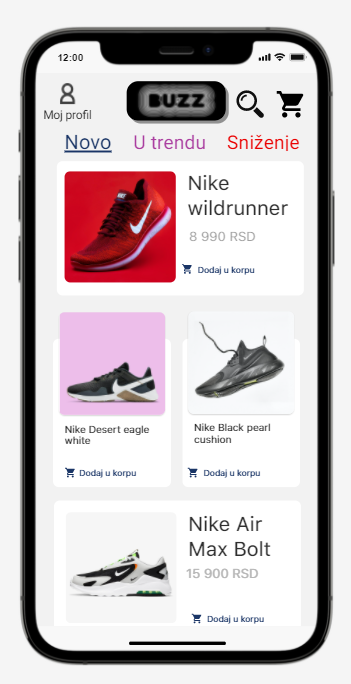 12:00
Moj profil
BUZZ
Novo U trendu Sniženje
Nike
wildrunner
8 990 RSD
Dodaj u korpu
Nike Desert eagle
white
Dodaj u korpu
Nike Black pearl
cushion
Dodaj u korpu
Nike Air
Max Bolt
15 900 RSD
Dodaj u korpu